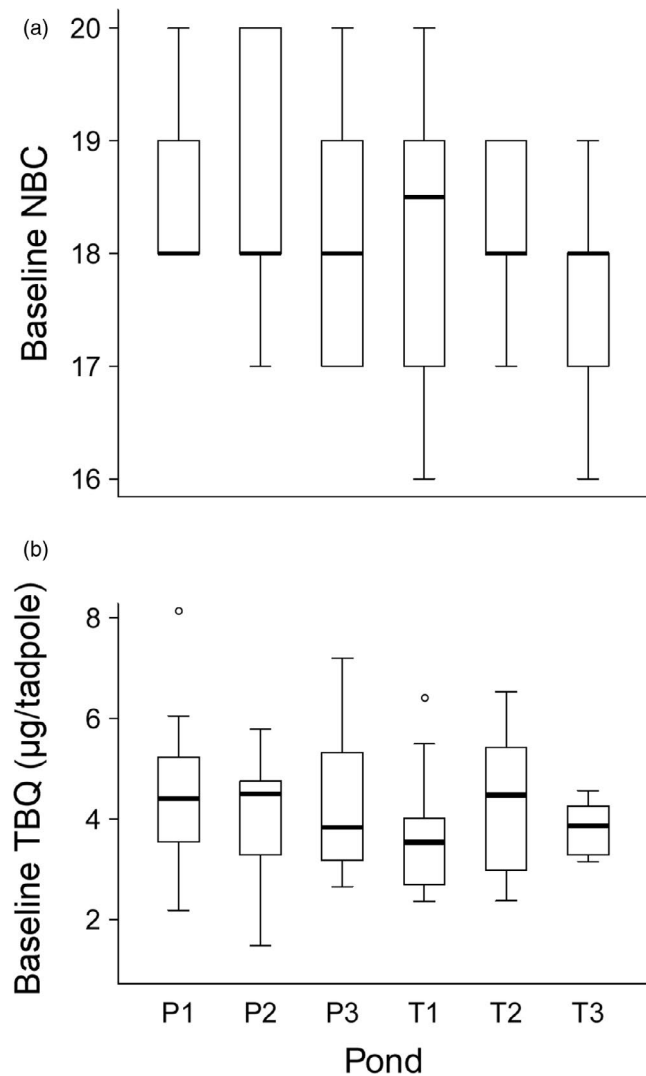 (a)
Baseline NBC
20
19
18
17
16
(b)
Baseline TBQ (µg/tadpole)
8
6
4
2
P1 P2 P3 T1 T2 T3
Pond